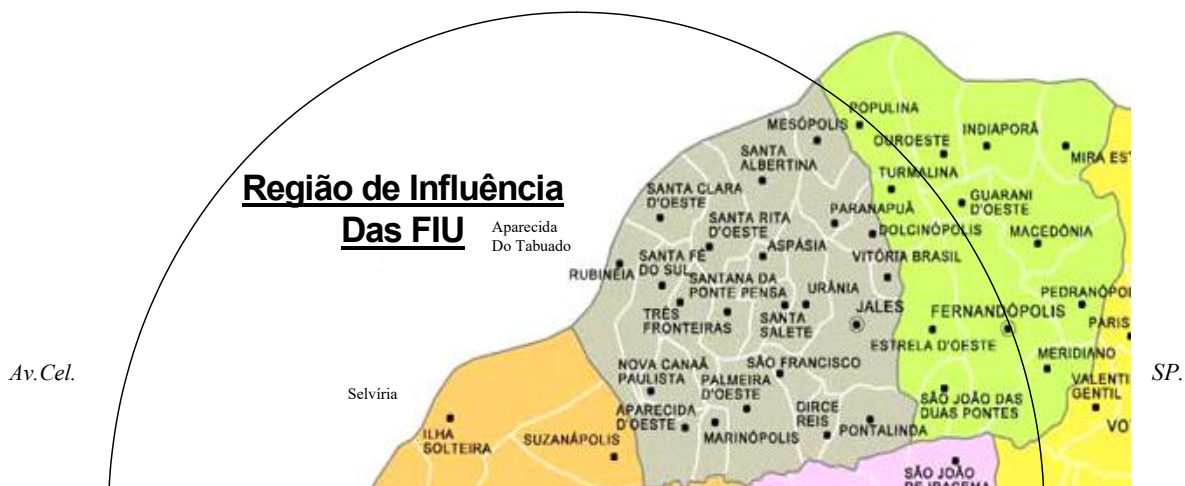 Região de Influência
Das FIU
Aparecida
Do Tabuado
Av.Cel.
Selvíria
SP.
POPULINA
MESÓPOLIS
OUROESTE
INDIAPORÃ
MIRA EST
SANTA
ALBERTINA
TURMALINA
SANTA CLARA
D'OESTE
GUARANI
D'OESTE
PARANAPUÃ
SANTA RITA
D'OESTE
DOLCINÓPOLIS
MACEDÔNIA
ASPÁSIA
SANTA FÉ
DO SUL
VITÓRIA BRASIL
RUBINÉIA
SANTANA DA
PONTE PENSA
URÂNIA
PEDRANÓPOL
TRÊS
FRONTEIRAS
SANTA
SALETE
JALES
FERNANDÓPOLIS
PARIS
ESTRELA D'OESTE
MERIDIANO
NOVA CANAÃ
PAULISTA
SÃO FRANCISCO
PALMEIRA
D'OESTE
VALENTI
GENTIL
SÃO JOÃO DAS
DUAS PONTES
APARECIDA
D'OESTE
DIRCE
REIS
VO
ILHA
SOLTEIRA
SUZANÁPOLIS
MARINÓPOLIS
PONTALINDA
SÃO JOÃO
DE IRACEMA